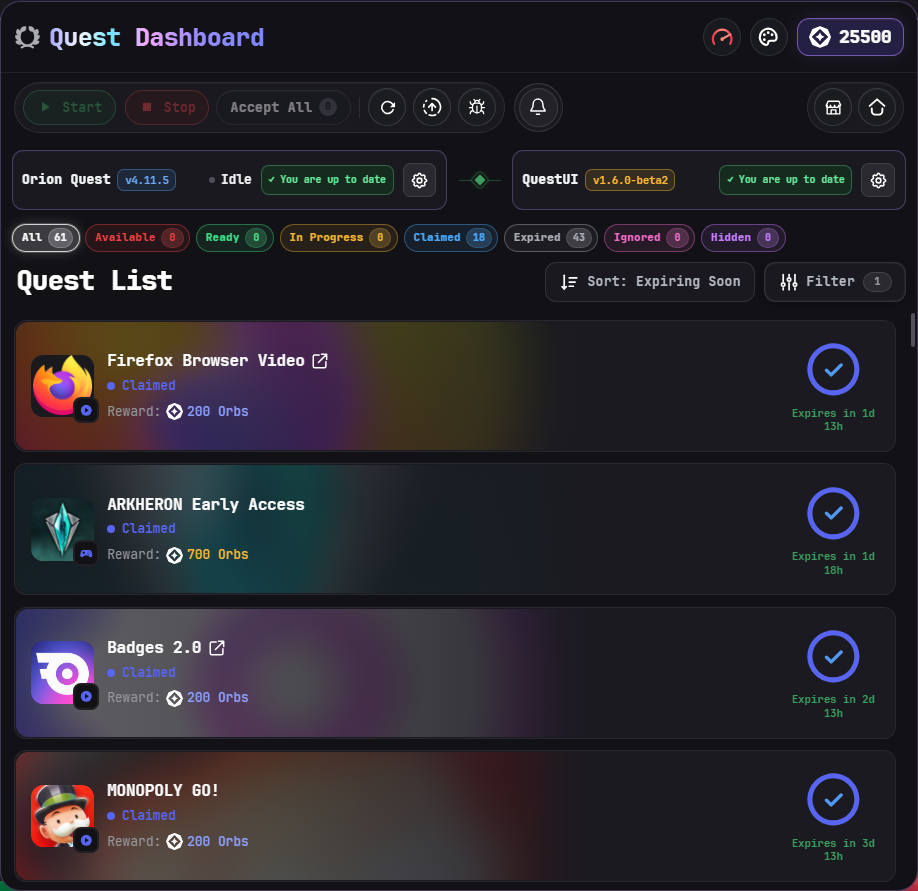 Quest Dashboard
25500
Start
Stop
Accept All 0
Orion Quest v4.11.5
Idle
✓ You are up to date
QuestUI v1.6.0-beta2
✓ You are up to date
All 61
Available 0
Ready 0
In Progress 0
Claimed 18
Expired 43
Ignored 0
Hidden 0
Quest List
Sort: Expiring Soon
Filter 1
Firefox Browser Video
Claimed
Reward: 200 Orbs
Expires in 1d
13h
ARKHERON Early Access
Claimed
Reward: 700 Orbs
Expires in 1d
18h
Badges 2.0
Claimed
Reward: 200 Orbs
Expires in 2d
13h
MONOPOLY GO!
Claimed
Reward: 200 Orbs
Expires in 3d
13h